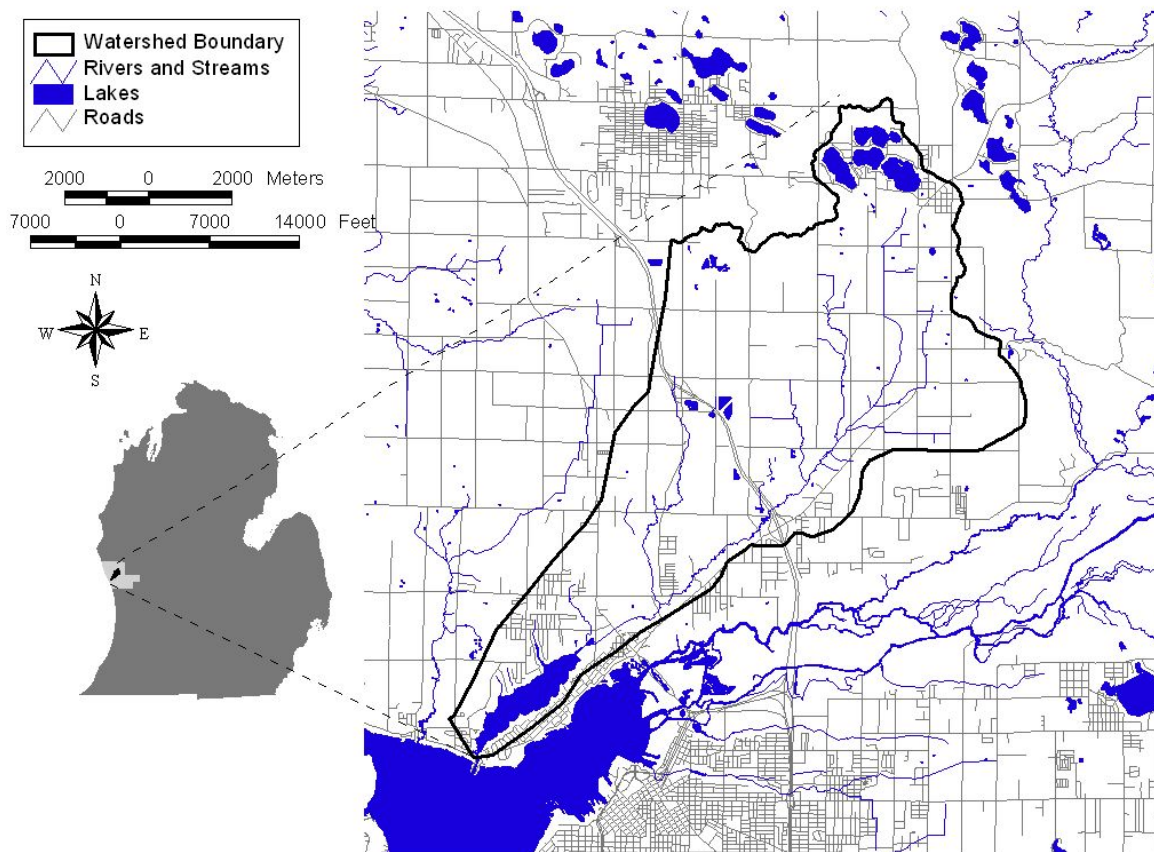 Watershed Boundary
Rivers and Streams
Lakes
Roads
2000 0 2000 Meters
7000 0 7000 14000 Feet
N
W E
S